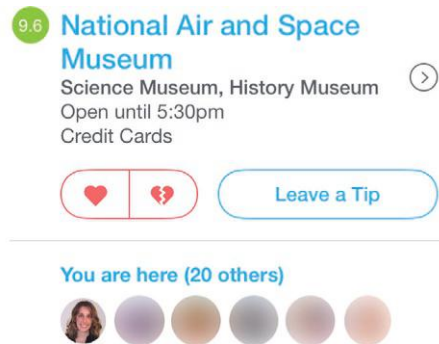 9.6 National Air and Space
Museum
Science Museum, History Museum
Open until 5:30pm
Credit Cards
Leave a Tip
You are here (20 others)